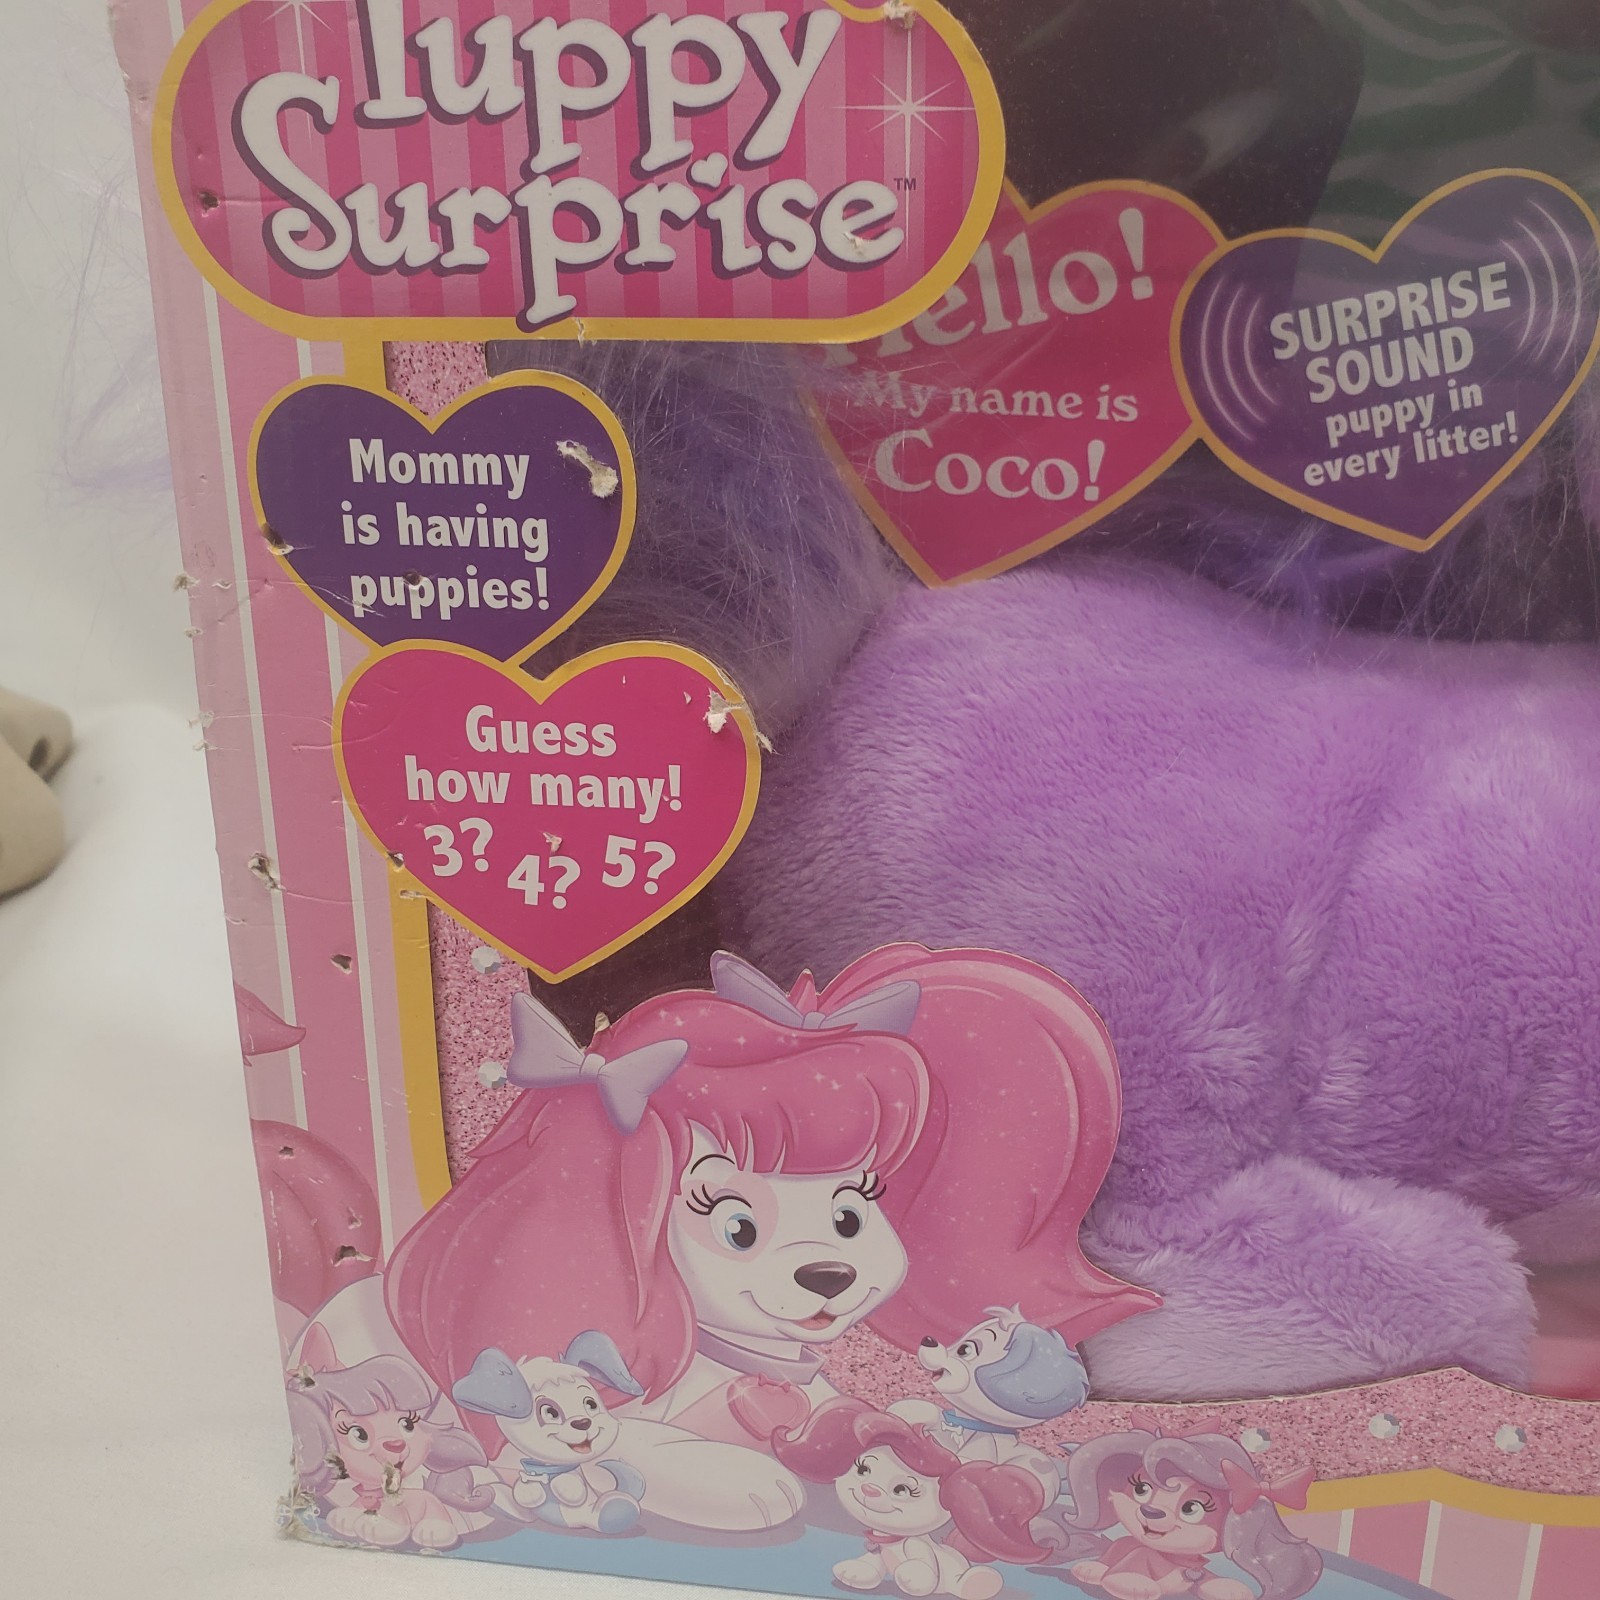 Puppy
Surprise™
Hello!
My name is
Coco!
SURPRISE
SOUND
puppy in
every litter!
Mommy
is having
puppies!
Guess
how many!
3? 4? 5?